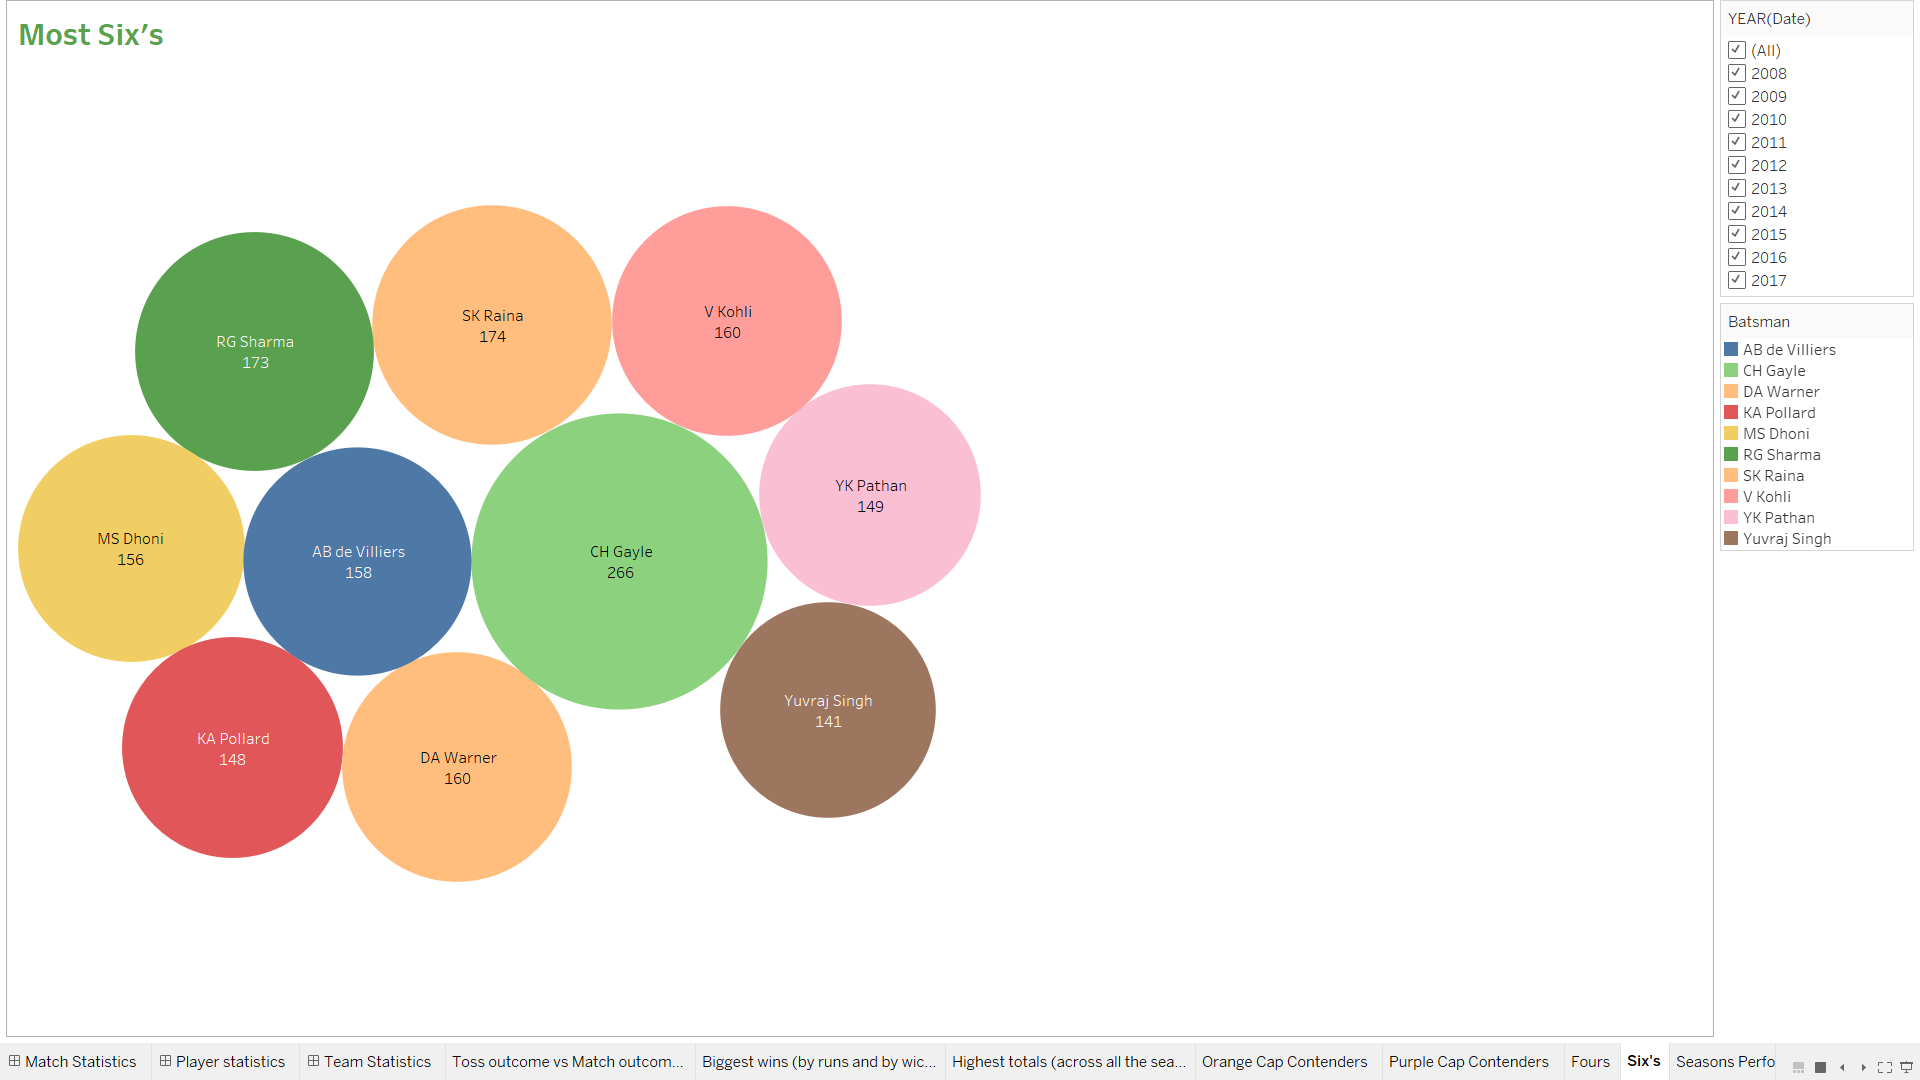 Most Six’s
SK Raina
174
V Kohli
160
RG Sharma
173
YK Pathan
149
MS Dhoni
156
AB de Villiers
158
CH Gayle
266
Yuvraj Singh
141
KA Pollard
148
DA Warner
160
YEAR(Date)
(All)
2008
2009
2010
2011
2012
2013
2014
2015
2016
2017
Batsman
AB de Villiers
CH Gayle
DA Warner
KA Pollard
MS Dhoni
RG Sharma
SK Raina
V Kohli
YK Pathan
Yuvraj Singh
Match Statistics
Player statistics
Team Statistics
Toss outcome vs Match outcom...
Biggest wins (by runs and by wic...
Highest totals (across all the sea...
Orange Cap Contenders
Purple Cap Contenders
Fours
Six's
Seasons Perfo